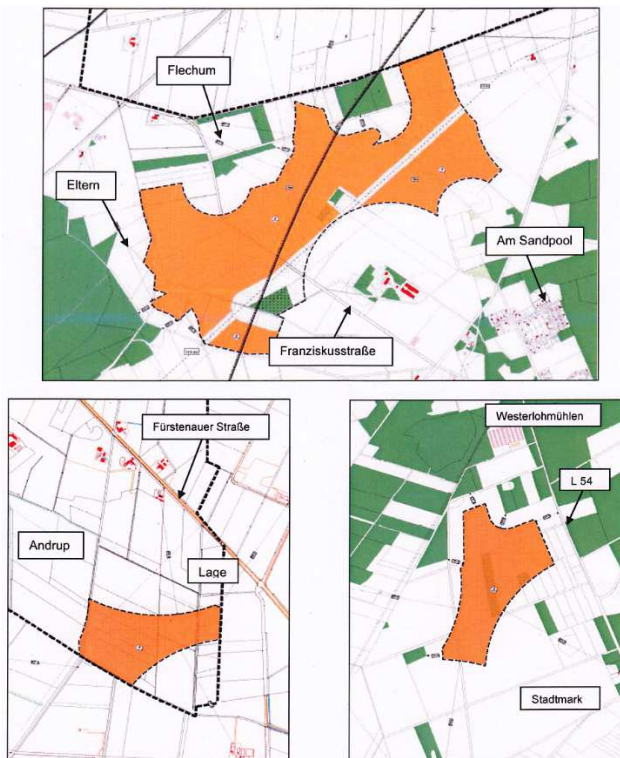 Flechum
Eltern
Am Sandpool
Franziskusstraße
Fürstenauer Straße
Andrup
Lage
Westerlohmühlen
L 54
Stadtmark